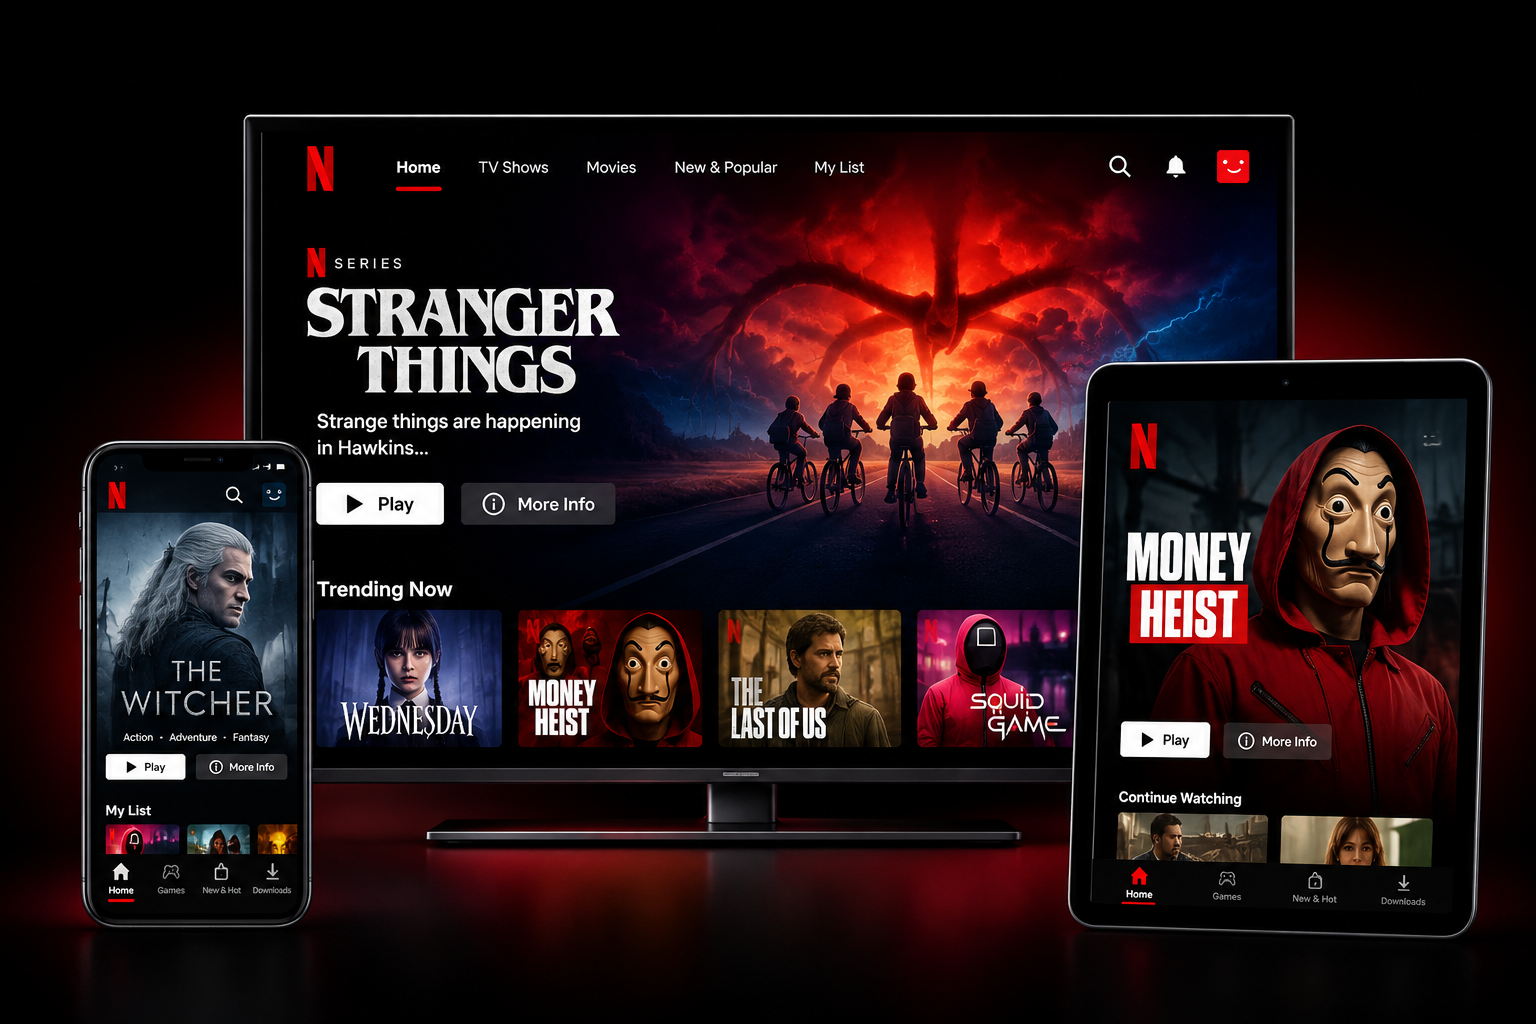 N
Home
TV Shows
Movies
New & Popular
My List
N SERIES
STRANGER
THINGS
Strange things are happening
in Hawkins...
Play
More Info
Trending Now
WEDNESDAY
N
MONEY
HEIST
N
THE
LAST OF US
N
SQUID
GAME
N
THE
WITCHER
Action • Adventure • Fantasy
Play
More Info
My List
Home
Games
New & Hot
Downloads
N
MONEY
HEIST
Play
More Info
Continue Watching
Home
Games
New & Hot
Downloads